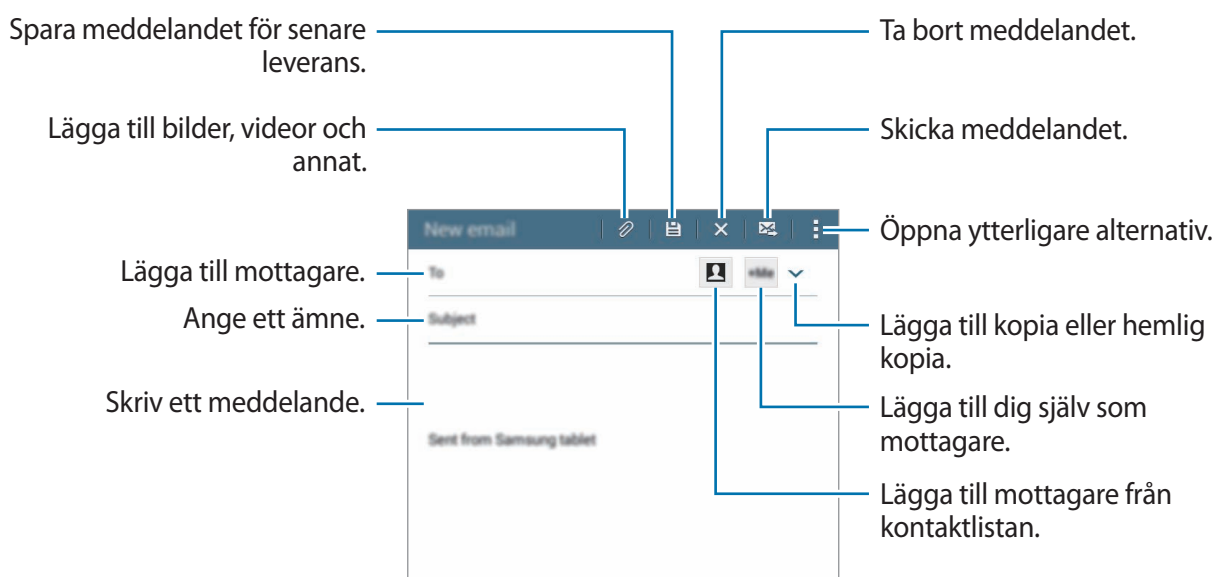 Spara meddelandet för senare
leverans.
Ta bort meddelandet.
Lägga till bilder, videor och
annat.
Skicka meddelandet.
New email
Öppna ytterligare alternativ.
Lägga till mottagare.
To
+Me
Ange ett ämne.
Subject
Lägga till kopia eller hemlig
kopia.
Skriv ett meddelande.
Lägga till dig själv som
mottagare.
Sent from Samsung tablet
Lägga till mottagare från
kontaktlistan.